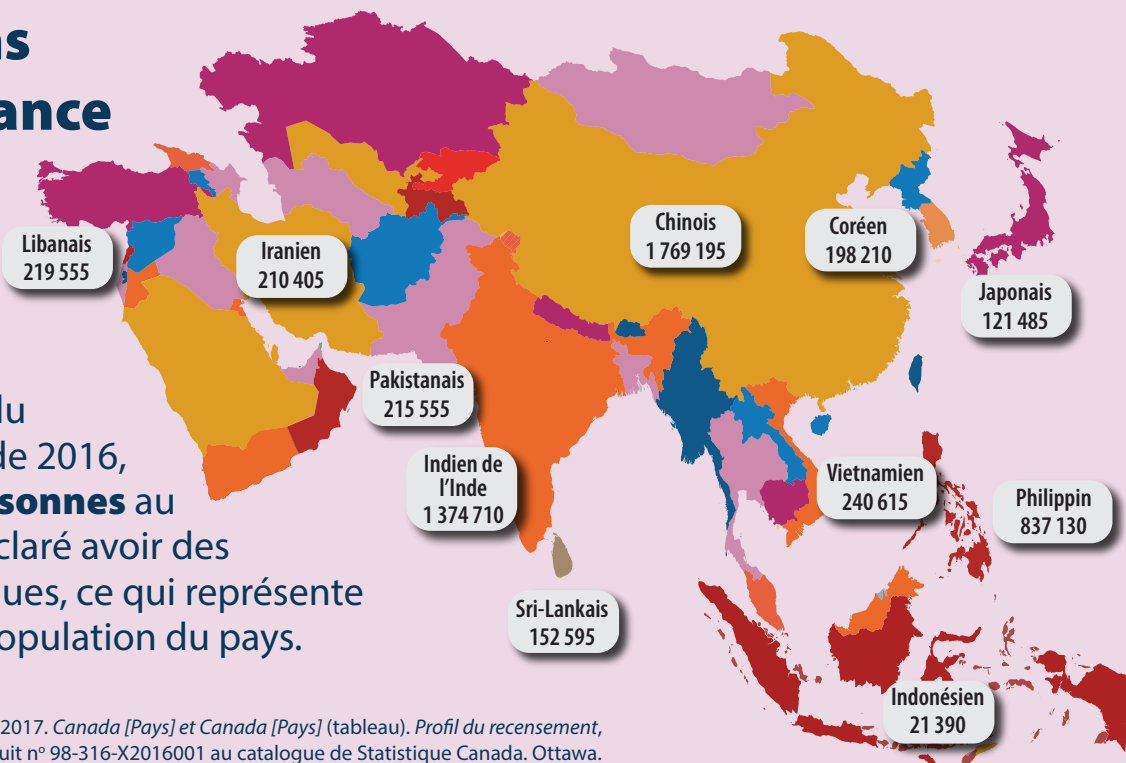 ns
ance
Libanais
219 555
Iranien
210 405
Chinois
1 769 195
Coréen
198 210
Japonais
121 485
Pakistanais
215 555
Indien de
l'Inde
1 374 710
Vietnamien
240 615
Philippin
837 130
Sri-Lankais
152 595
Indonésien
21 390
du
de 2016,
sonnes au
claré avoir des
ques, ce qui représente
population du pays.
2017. Canada [Pays] et Canada [Pays] (tableau). Profil du recensement,
uit nº 98-316-X2016001 au catalogue de Statistique Canada. Ottawa.